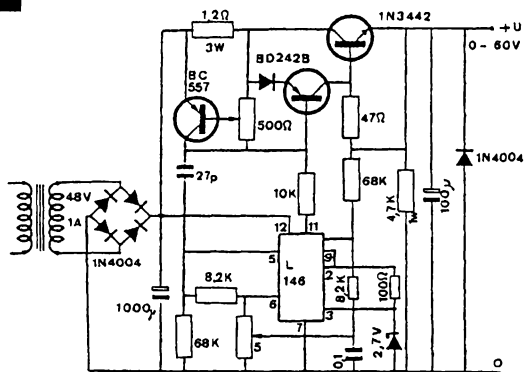 1,2Ω
3W
1N3442
+U
0-60V
BD242B
BC
557
500Ω
47Ω
27p
10K
68K
4,7K
1w
100µ
1N4004
48V
1A
1N4004
1000µ
12
11
5
L
146
9
2
6
3
7
8,2K
8,2K
100Ω
68K
5
0,1
2,7V
0